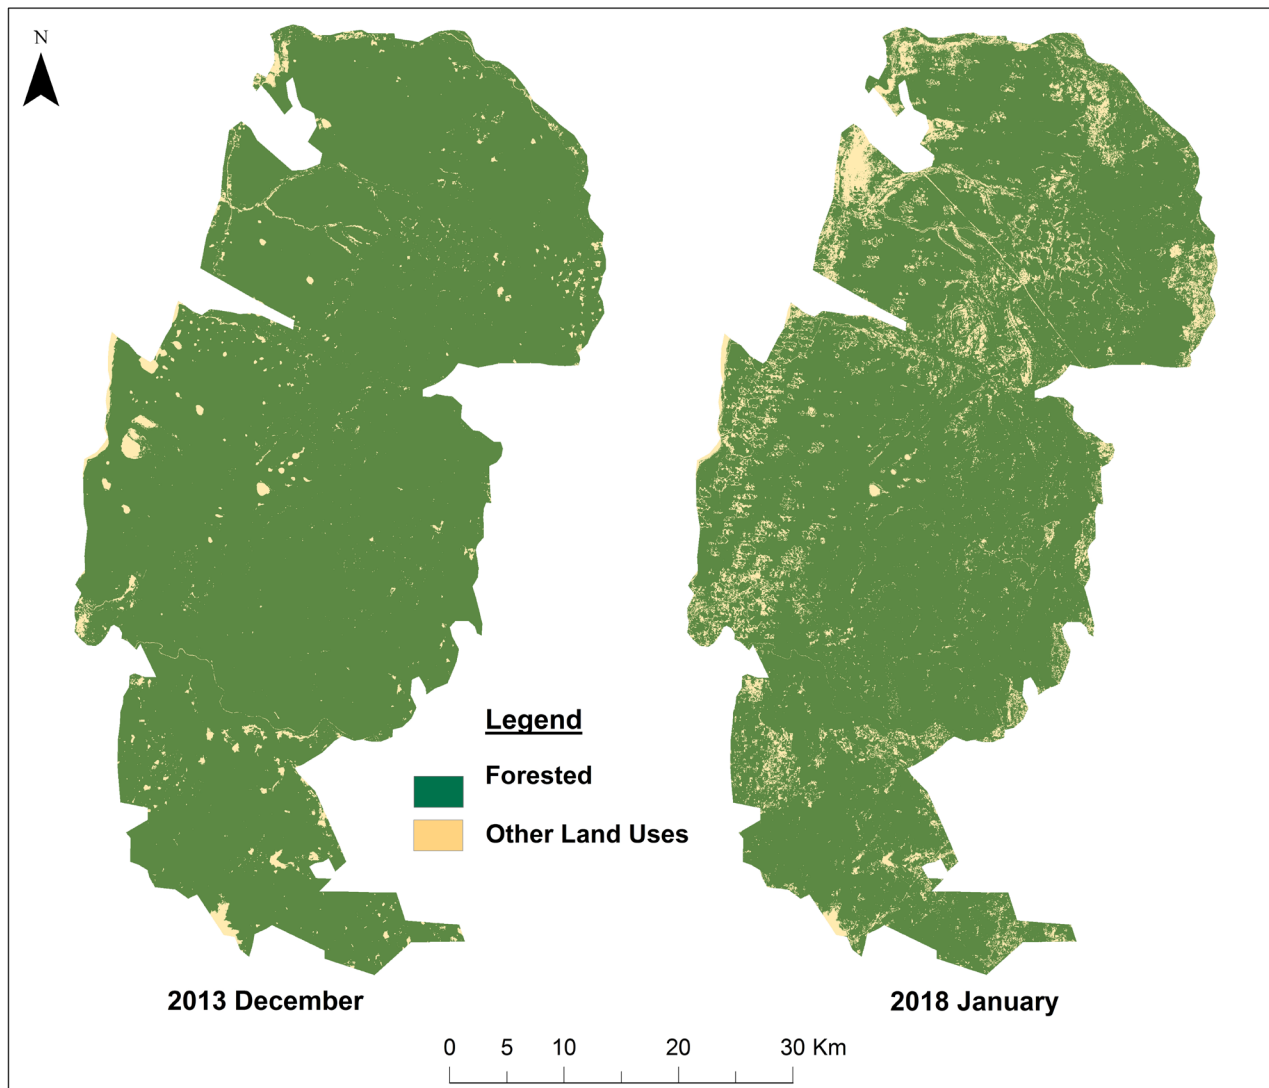 N
Legend
Forested
Other Land Uses
2013 December
2018 January
0 5 10 20 30 Km